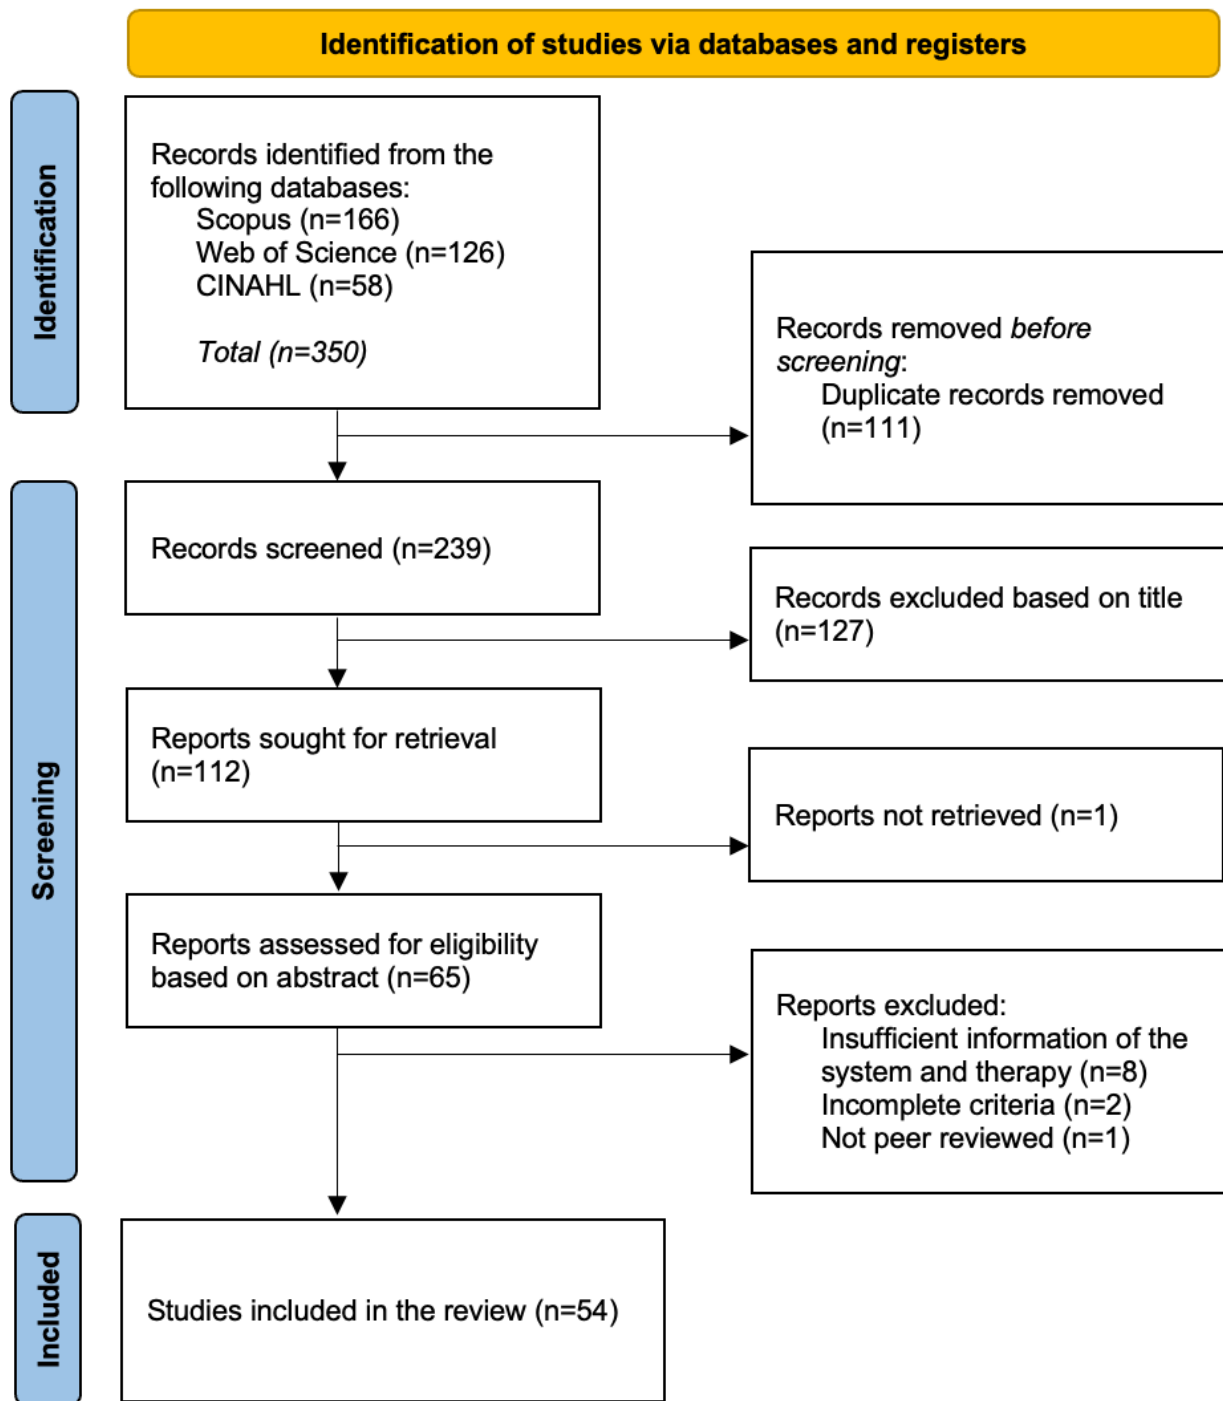 Identification of studies via databases and registers
Identification
Records identified from the
following databases:
Scopus (n=166)
Web of Science (n=126)
CINAHL (n=58)
Total (n=350)
Records removed before
screening:
Duplicate records removed
(n=111)
Screening
Records screened (n=239)
Records excluded based on title
(n=127)
Reports sought for retrieval
(n=112)
Reports not retrieved (n=1)
Reports assessed for eligibility
based on abstract (n=65)
Reports excluded:
Insufficient information of the
system and therapy (n=8)
Incomplete criteria (n=2)
Not peer reviewed (n=1)
Included
Studies included in the review (n=54)